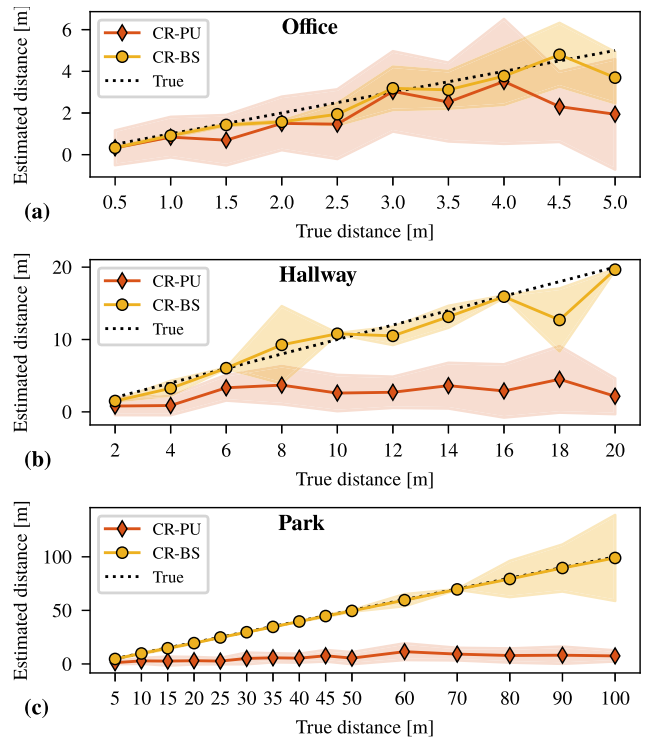 Office
Estimated distance [m]
CR-PU
CR-BS
True
6
4
2
0
0.5 1.0 1.5 2.0 2.5 3.0 3.5 4.0 4.5 5.0
(a)
True distance [m]
Hallway
Estimated distance [m]
CR-PU
CR-BS
True
20
10
0
2 4 6 8 10 12 14 16 18 20
(b)
True distance [m]
Park
Estimated distance [m]
CR-PU
CR-BS
True
100
50
0
5 10 15 20 25 30 35 40 45 50 60 70 80 90 100
(c)
True distance [m]